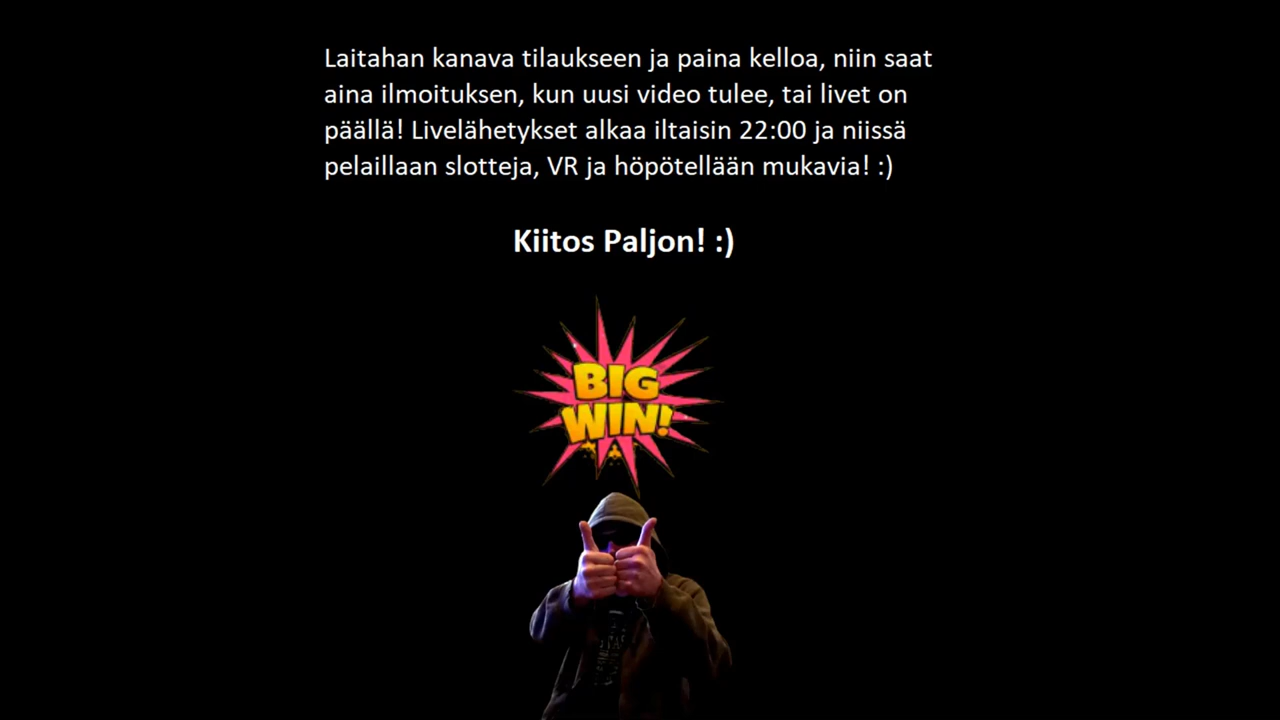 Laitahan kanava tilaukseen ja paina kelloa, niin saat
aina ilmoituksen, kun uusi video tulee, tai livet on
päällä! Livelähetykset alkaa iltaisin 22:00 ja niissä
pelaillaan slotteja, VR ja höpötellään mukavia! :)
Kiitos Paljon! :)
BIG
WIN!